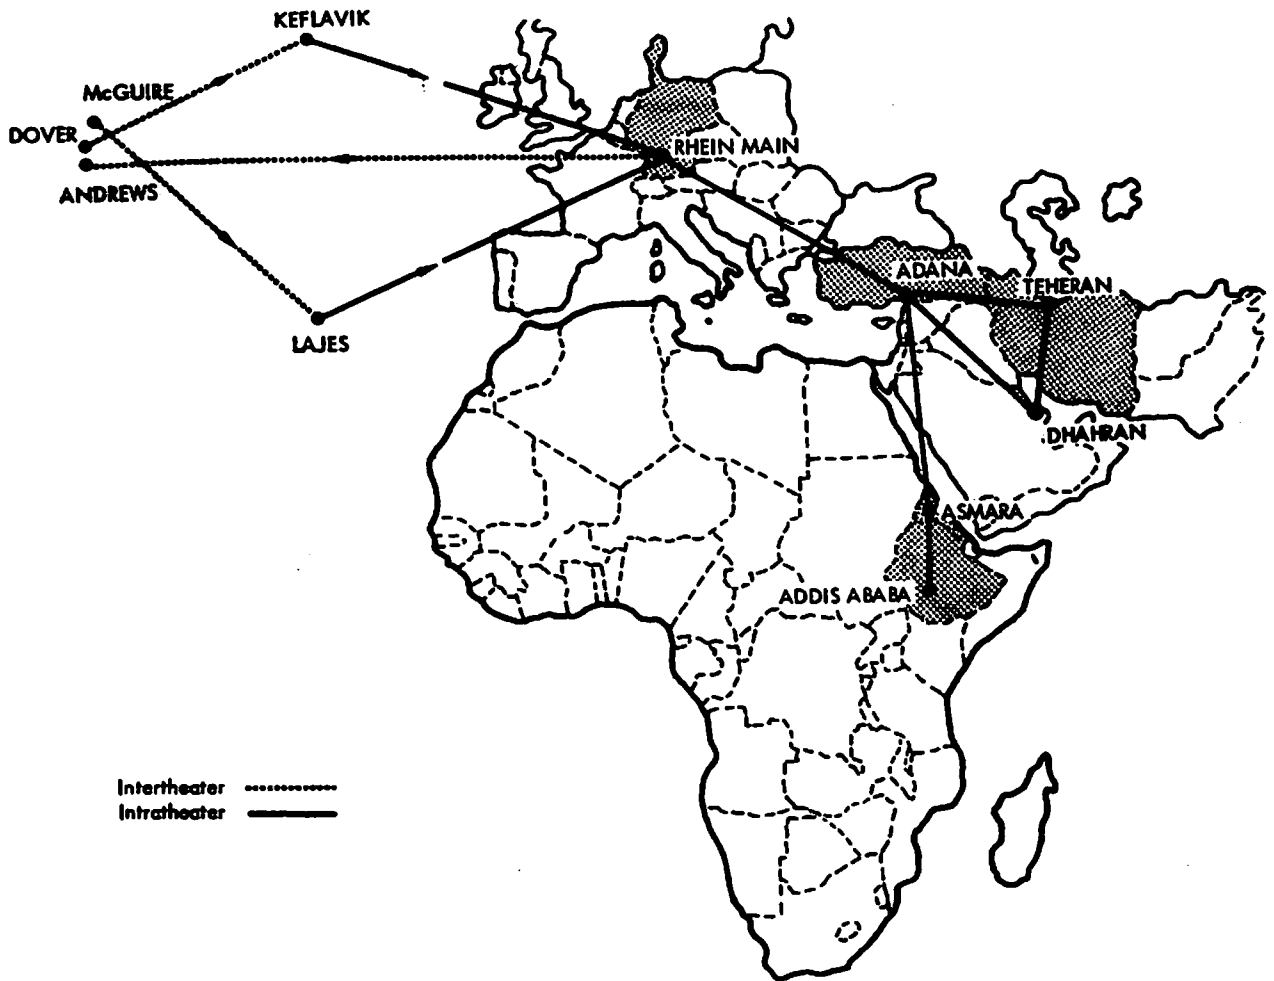 KEFLAVIK
McGUIRE
DOVER
ANDREWS
RHEIN MAIN
LAJES
ADANA
TEHERAN
DHAHRAN
ASMARA
ADDIS ABABA
Intertheater
Intratheater